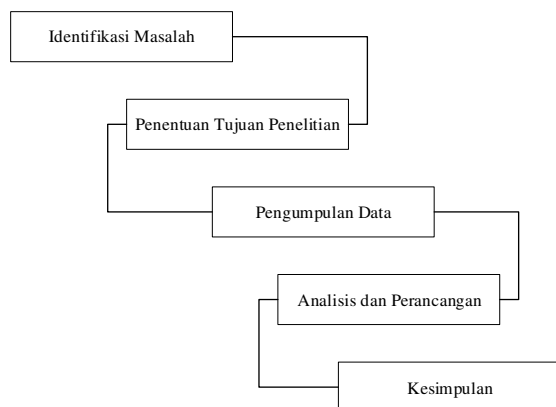 Identifikasi Masalah
Penentuan Tujuan Penelitian
Pengumpulan Data
Analisis dan Perancangan
Kesimpulan